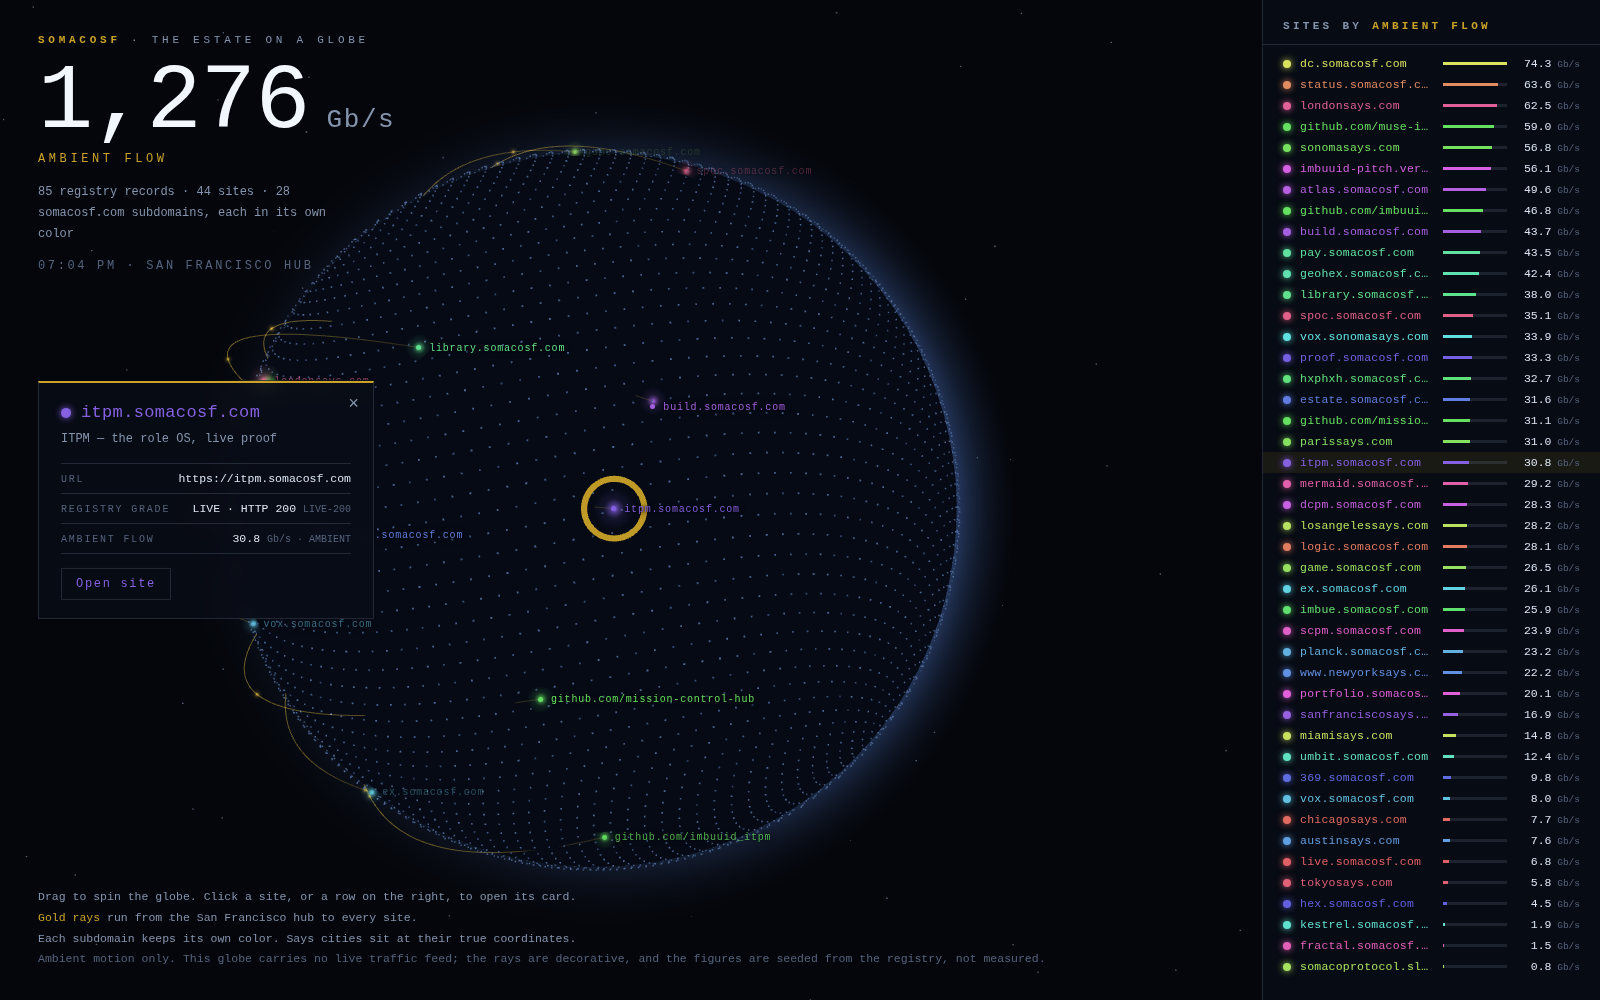 SOMACOSF · THE ESTATE ON A GLOBE
1,276 Gb/s
AMBIENT FLOW
85 registry records · 44 sites · 28
somacosf.com subdomains, each in its own
color
07:04 PM · SAN FRANCISCO HUB
spoc.somacosf.com
library.somacosf.com
build.somacosf.com
itpm.somacosf.com
.somacosf.com
vox.somacosf.com
github.com/mission-control-hub
ex.somacosf.com
github.com/imbuuid_itpm
×
itpm.somacosf.com
ITPM — the role OS, live proof
URL https://itpm.somacosf.com
REGISTRY GRADE LIVE · HTTP 200 LIVE-200
AMBIENT FLOW 30.8 Gb/s · AMBIENT
Open site
Drag to spin the globe. Click a site, or a row on the right, to open its card.
Gold rays run from the San Francisco hub to every site.
Each subdomain keeps its own color. Says cities sit at their true coordinates.
Ambient motion only. This globe carries no live traffic feed; the rays are decorative, and the figures are seeded from the registry, not measured.
SITES BY AMBIENT FLOW
dc.somacosf.com 74.3 Gb/s
status.somacosf.c… 63.6 Gb/s
londonsays.com 62.5 Gb/s
github.com/muse-i… 59.0 Gb/s
sonomasays.com 56.8 Gb/s
imbuuid-pitch.ver… 56.1 Gb/s
atlas.somacosf.com 49.6 Gb/s
github.com/imbuui… 46.8 Gb/s
build.somacosf.com 43.7 Gb/s
pay.somacosf.com 43.5 Gb/s
geohex.somacosf.c… 42.4 Gb/s
library.somacosf.… 38.0 Gb/s
spoc.somacosf.com 35.1 Gb/s
vox.sonomasays.com 33.9 Gb/s
proof.somacosf.com 33.3 Gb/s
hxphxh.somacosf.c… 32.7 Gb/s
estate.somacosf.com 31.6 Gb/s
github.com/missio… 31.1 Gb/s
parissays.com 31.0 Gb/s
itpm.somacosf.com 30.8 Gb/s
mermaid.somacosf.… 29.2 Gb/s
dcpm.somacosf.com 28.3 Gb/s
losangelessays.com 28.2 Gb/s
logic.somacosf.com 28.1 Gb/s
game.somacosf.com 26.5 Gb/s
ex.somacosf.com 26.1 Gb/s
imbue.somacosf.com 25.9 Gb/s
scpm.somacosf.com 23.9 Gb/s
planck.somacosf.c… 23.2 Gb/s
www.newyorksays.c… 22.2 Gb/s
portfolio.somacos… 20.1 Gb/s
sanfranciscosays.… 16.9 Gb/s
miamisays.com 14.8 Gb/s
umbit.somacosf.com 12.4 Gb/s
369.somacosf.com 9.8 Gb/s
vox.somacosf.com 8.0 Gb/s
chicagosays.com 7.7 Gb/s
austinsays.com 7.6 Gb/s
live.somacosf.com 6.8 Gb/s
tokyosays.com 5.8 Gb/s
hex.somacosf.com 4.5 Gb/s
kestrel.somacosf.… 1.9 Gb/s
fractal.somacosf.… 1.5 Gb/s
somacoprotocol.sl… 0.8 Gb/s